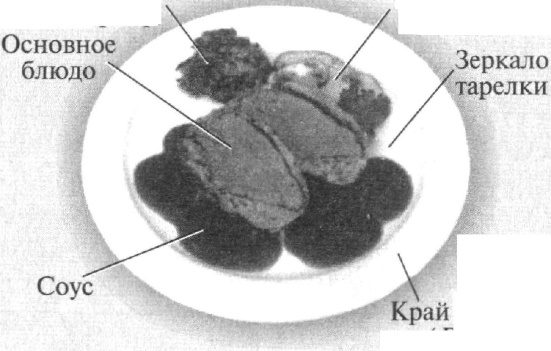 Основное
блюдо
Зеркало
тарелки
Соус
Край